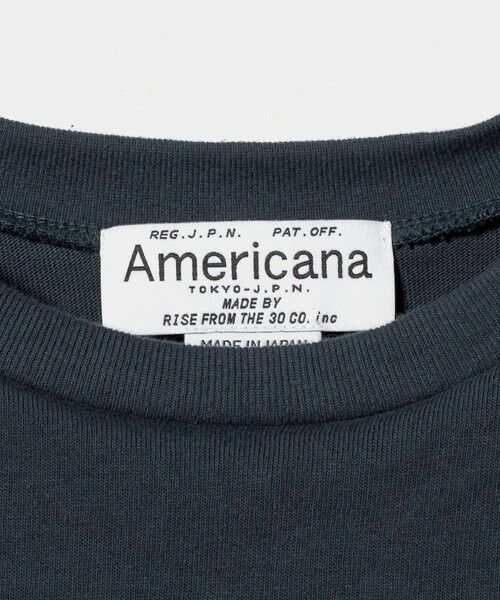 REG.J.P.N. PAT.OFF.
Americana
TOKYO-J.P.N.
MADE BY
RISE FROM THE 30 CO. inc
MADE IN JAPAN